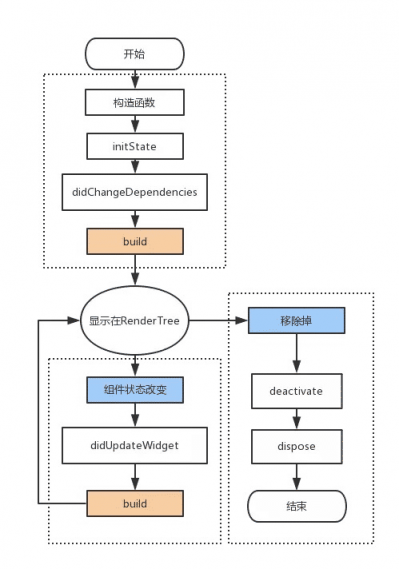 开始
构造函数
initState
didChangeDependencies
build
显示在RenderTree
移除掉
组件状态改变
deactivate
didUpdateWidget
dispose
build
结束